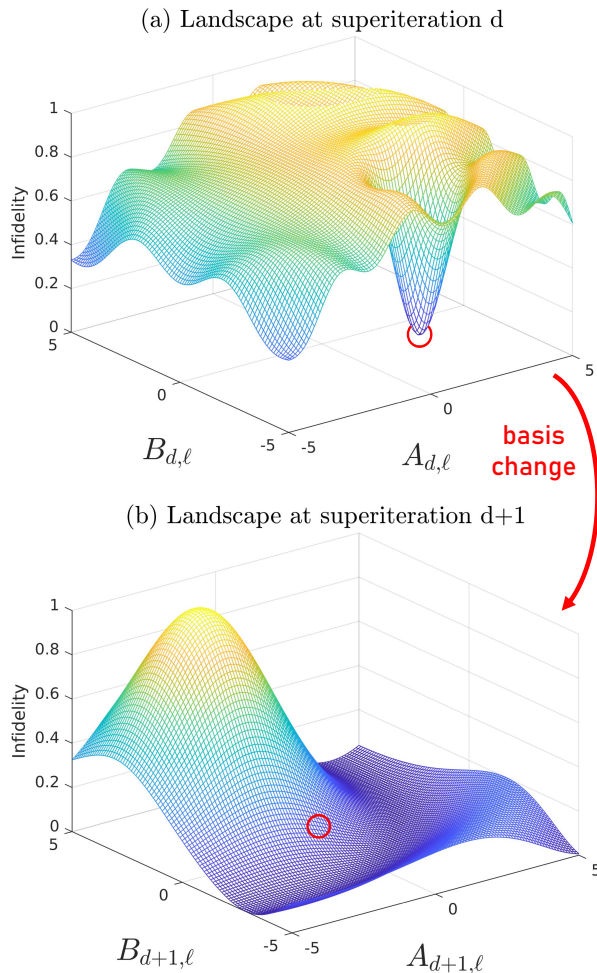 (a) Landscape at superiteration d
1
0.8
0.6
0.4
0.2
0
Infidelity
5
0
-5
B_{d,ℓ}
-5
0
5
A_{d,ℓ}
basis
change
(b) Landscape at superiteration d+1
1
0.8
0.6
0.4
0.2
0
Infidelity
5
0
-5
B_{d+1,ℓ}
-5
0
5
A_{d+1,ℓ}